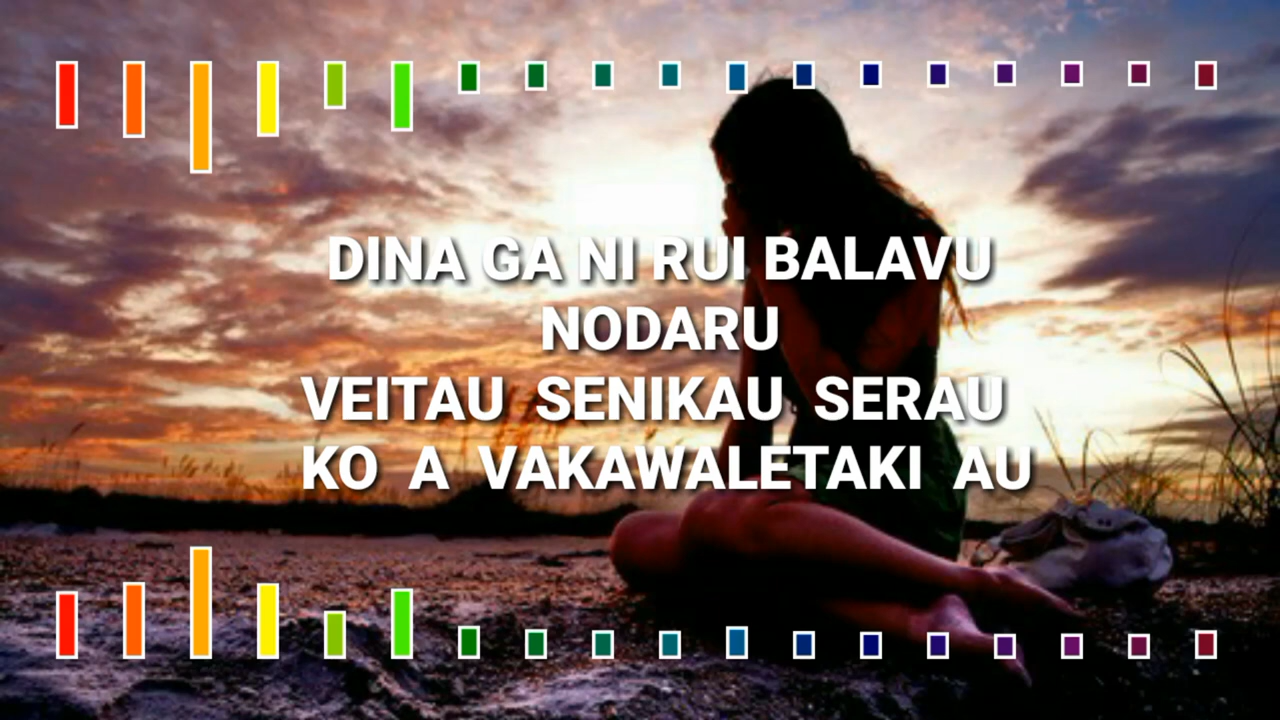 DINA GA NI RUI BALAVU
NODARU
VEITAU SENIKAU SERAU
KO A VAKAWALETAKI AU